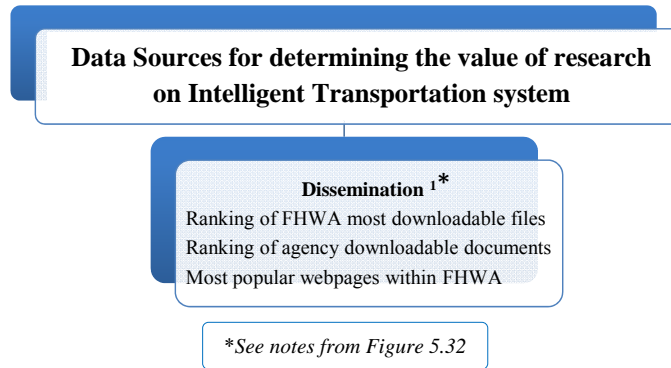 Data Sources for determining the value of research
on Intelligent Transportation system
Dissemination ¹*
Ranking of FHWA most downloadable files
Ranking of agency downloadable documents
Most popular webpages within FHWA
*See notes from Figure 5.32